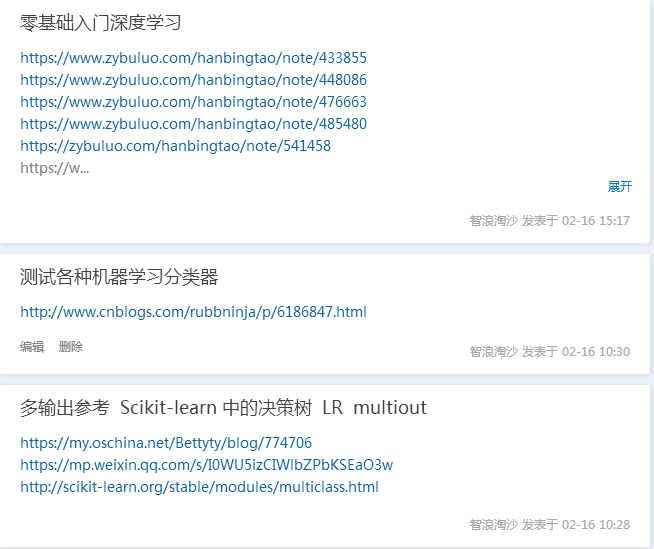 零基础入门深度学习
https://www.zybuluo.com/hanbingtao/note/433855
https://www.zybuluo.com/hanbingtao/note/448086
https://www.zybuluo.com/hanbingtao/note/476663
https://www.zybuluo.com/hanbingtao/note/485480
https://zybuluo.com/hanbingtao/note/541458
https://w...
展开
智浪淘沙 发表于 02-16 15:17
测试各种机器学习分类器
http://www.cnblogs.com/rubbninja/p/6186847.html
编辑 删除
智浪淘沙 发表于 02-16 10:30
多输出参考 Scikit-learn 中的决策树 LR multiout
https://my.oschina.net/Bettyty/blog/774706
https://mp.weixin.qq.com/s/I0WU5izCIWlbZPbKSEaO3w
http://scikit-learn.org/stable/modules/multiclass.html
智浪淘沙 发表于 02-16 10:28